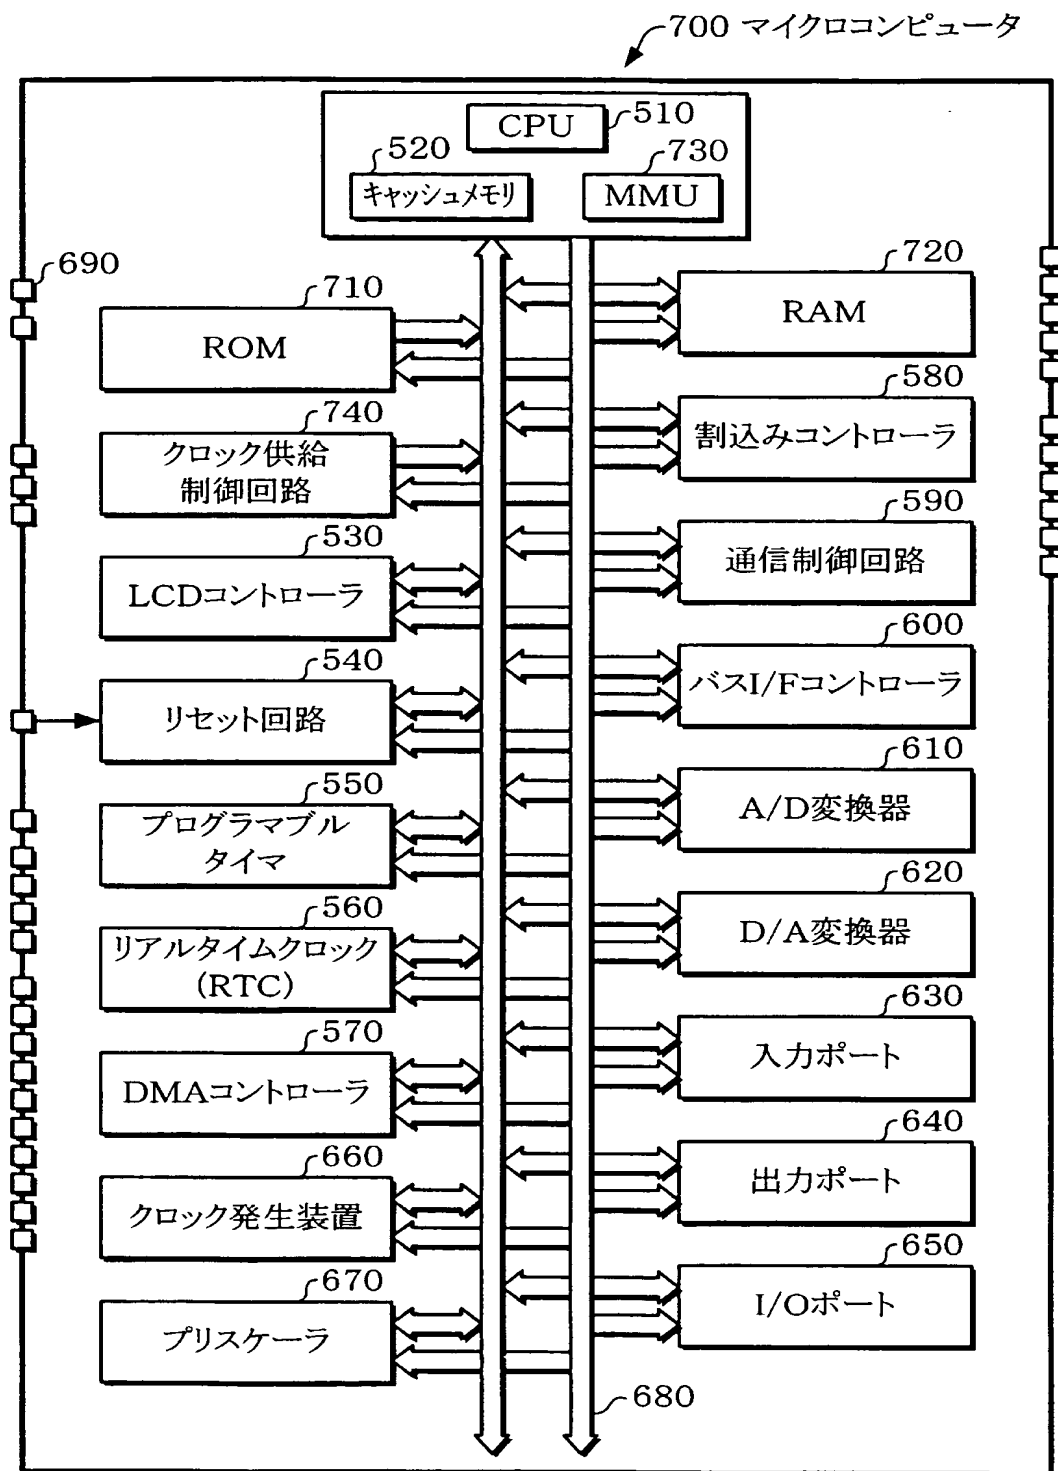 700 マイクロコンピュータ
CPU
510
520
キャッシュメモリ
730
MMU
690
710
ROM
720
RAM
740
クロック供給
制御回路
580
割込みコントローラ
530
LCDコントローラ
590
通信制御回路
540
リセット回路
600
バスI/Fコントローラ
550
プログラマブル
タイマ
610
A/D変換器
560
リアルタイムクロック
(RTC)
620
D/A変換器
570
DMAコントローラ
630
入力ポート
660
クロック発生装置
640
出力ポート
670
プリスケーラ
650
I/Oポート
680